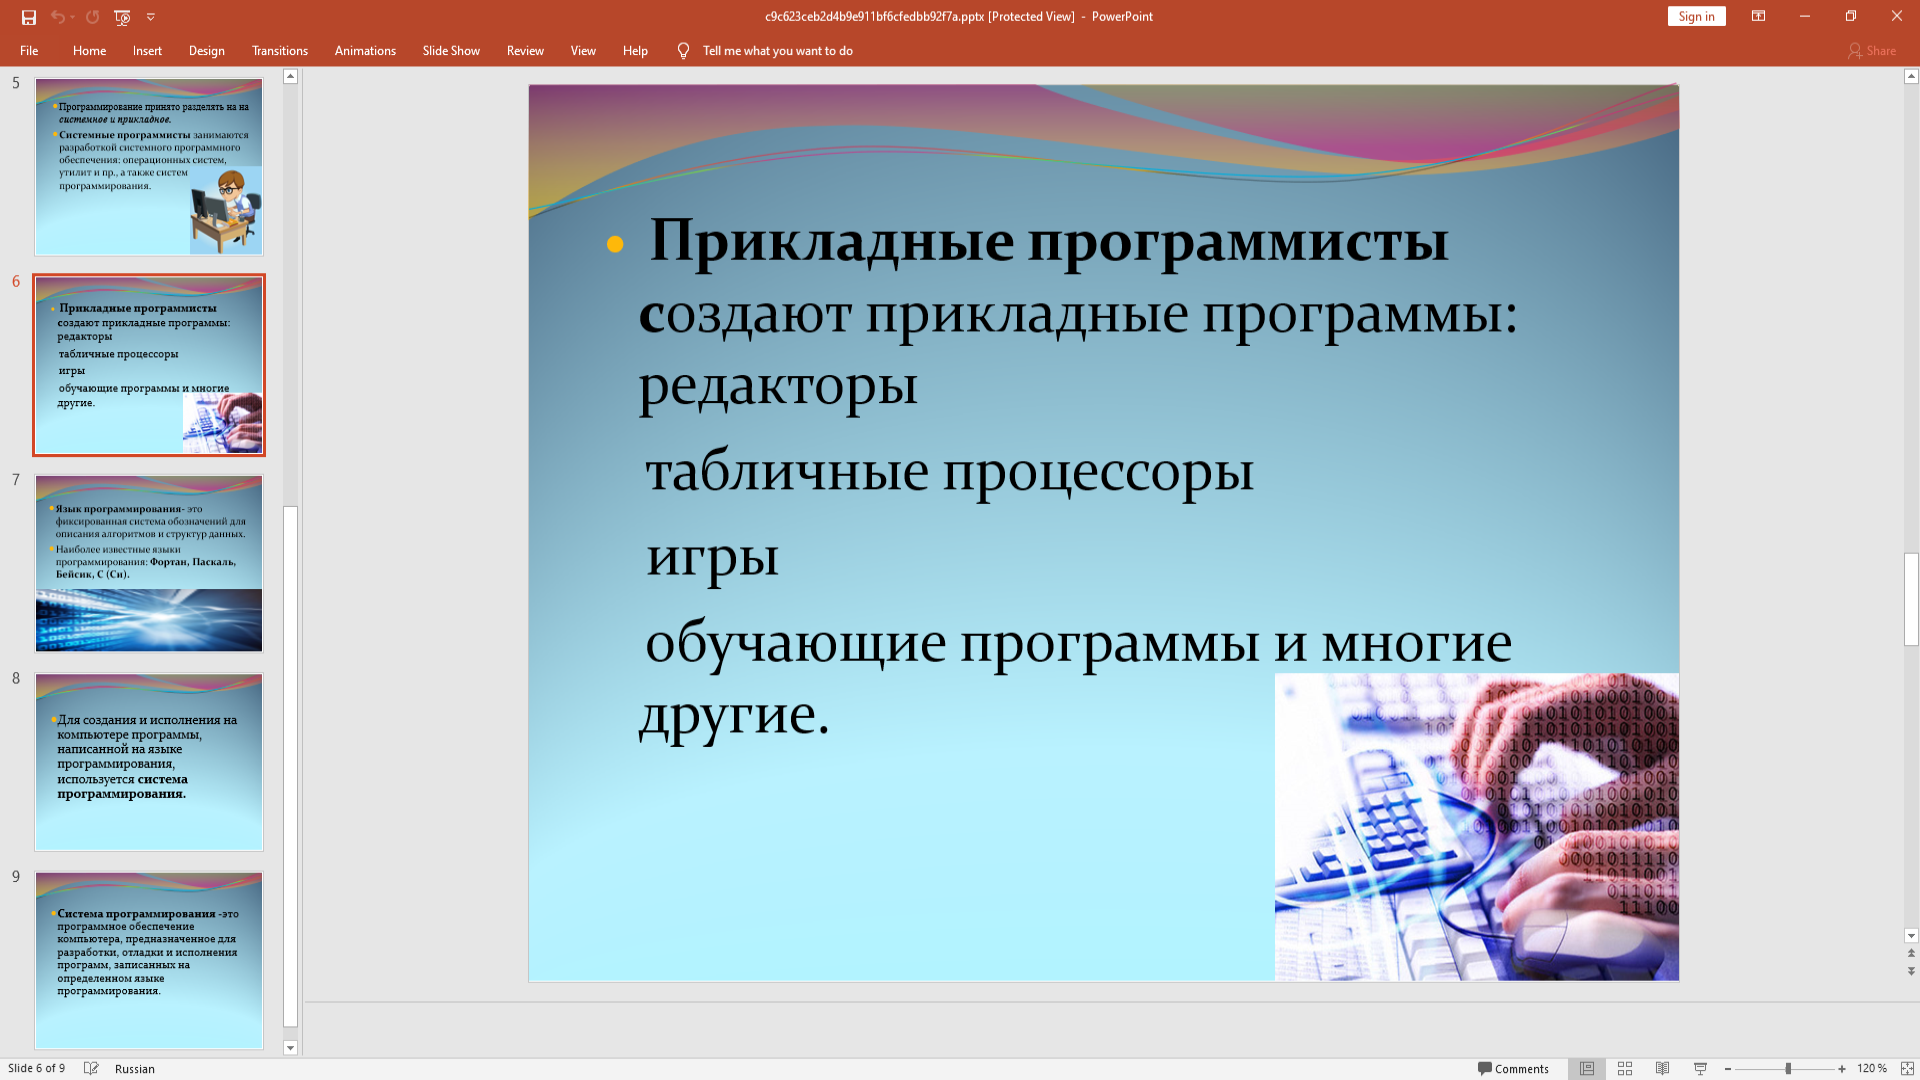 c9c623ceb2d4b9e911bf6cfedbb92f7a.pptx [Protected View] - PowerPoint
Sign in
File Home Insert Design Transitions Animations Slide Show Review View Help Tell me what you want to do
Share
5
Программирование принято разделять на на
системное и прикладное.
Системные программисты занимаются
разработкой системного программного
обеспечения: операционных систем,
утилит и пр., а также систем
программирования.
6
Прикладные программисты
создают прикладные программы:
редакторы
табличные процессоры
игры
обучающие программы и многие
другие.
7
Язык программирования- это
фиксированная система обозначений для
описания алгоритмов и структур данных.
Наиболее известные языки
программирования: Фортан, Паскаль,
Бейсик, С (Си).
8
Для создания и исполнения на
компьютере программы,
написанной на языке
программирования,
используется система
программирования.
9
Система программирования -это
программное обеспечение
компьютера, предназначенное для
разработки, отладки и исполнения
программ, записанных на
определенном языке
программирования.
Прикладные программисты
создают прикладные программы:
редакторы
табличные процессоры
игры
обучающие программы и многие
другие.
Slide 6 of 9 Russian
Comments
120 %